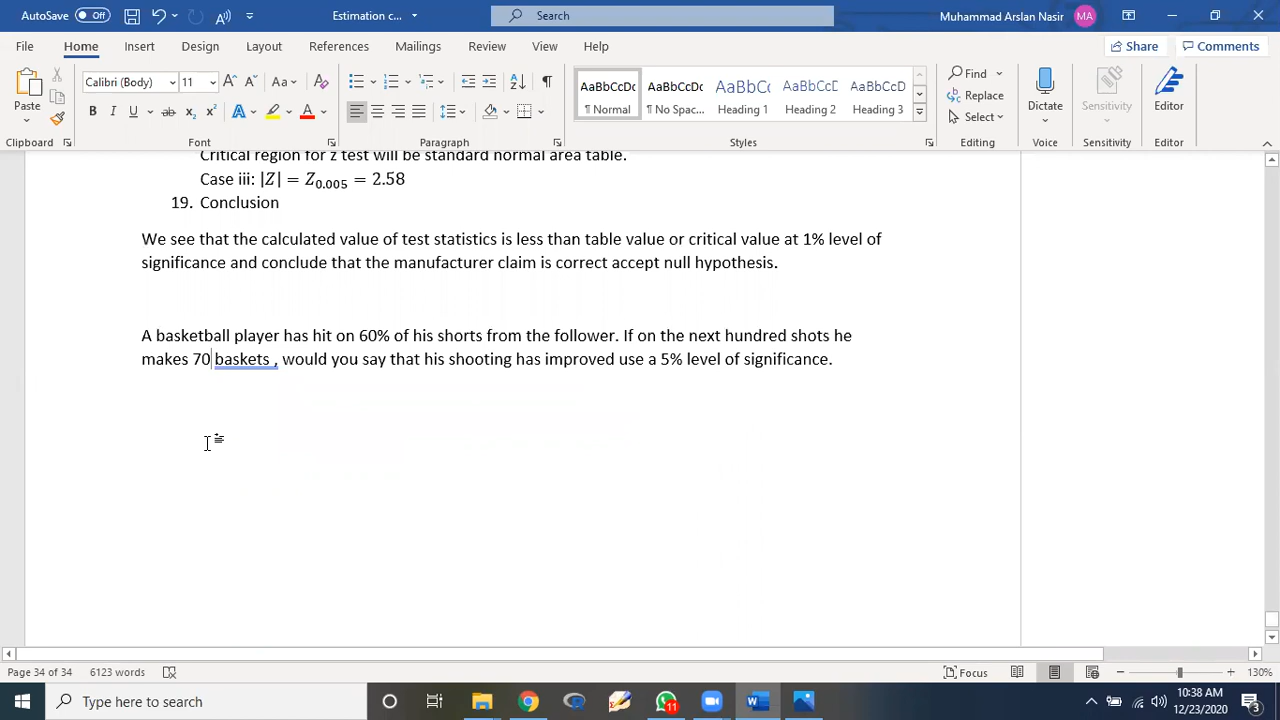 AutoSave Off Estimation c... Search Muhammad Arslan Nasir MA
File Home Insert Design Layout References Mailings Review View Help Share Comments
Paste Calibri (Body) 11 Aa AaBbCcDc AaBbCcDc AaBbCc AaBbCcD AaBbCcD Find Dictate Sensitivity Editor
Replace
B I U ab x₂ x² A A ¶ Normal ¶ No Spac... Heading 1 Heading 2 Heading 3 Select
Clipboard Font Paragraph Styles Editing Voice Sensitivity Editor
Critical region for z test will be standard normal area table.
Case iii: |Z| = Z₀.₀₀₅ = 2.58
19. Conclusion
We see that the calculated value of test statistics is less than table value or critical value at 1% level of
significance and conclude that the manufacturer claim is correct accept null hypothesis.
A basketball player has hit on 60% of his shorts from the follower. If on the next hundred shots he
makes 70 baskets , would you say that his shooting has improved use a 5% level of significance.
Page 34 of 34 6123 words Focus 130%
Type here to search 11 10:38 AM
12/23/2020 3